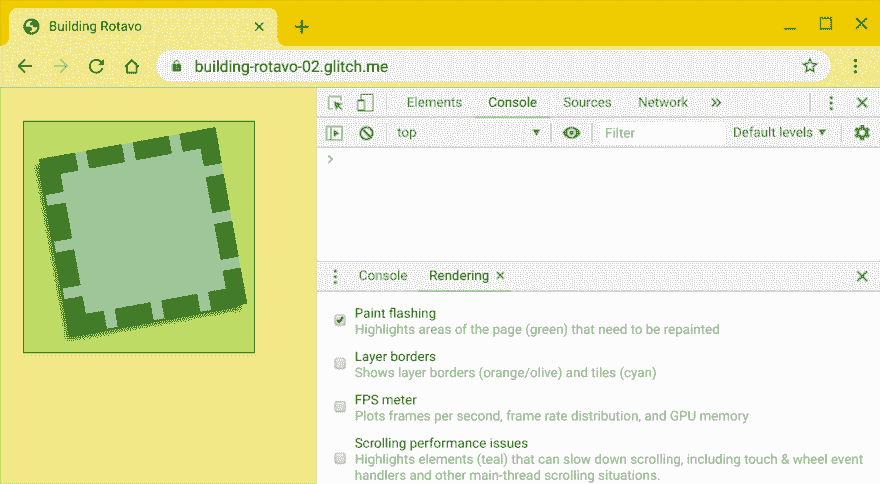 Building Rotavo
building-rotavo-02.glitch.me
Elements Console Sources Network
top Filter Default levels
Console Rendering
Paint flashing
Highlights areas of the page (green) that need to be repainted
Layer borders
Shows layer borders (orange/olive) and tiles (cyan)
FPS meter
Plots frames per second, frame rate distribution, and GPU memory
Scrolling performance issues
Highlights elements (teal) that can slow down scrolling, including touch & wheel event
handlers and other main-thread scrolling situations.